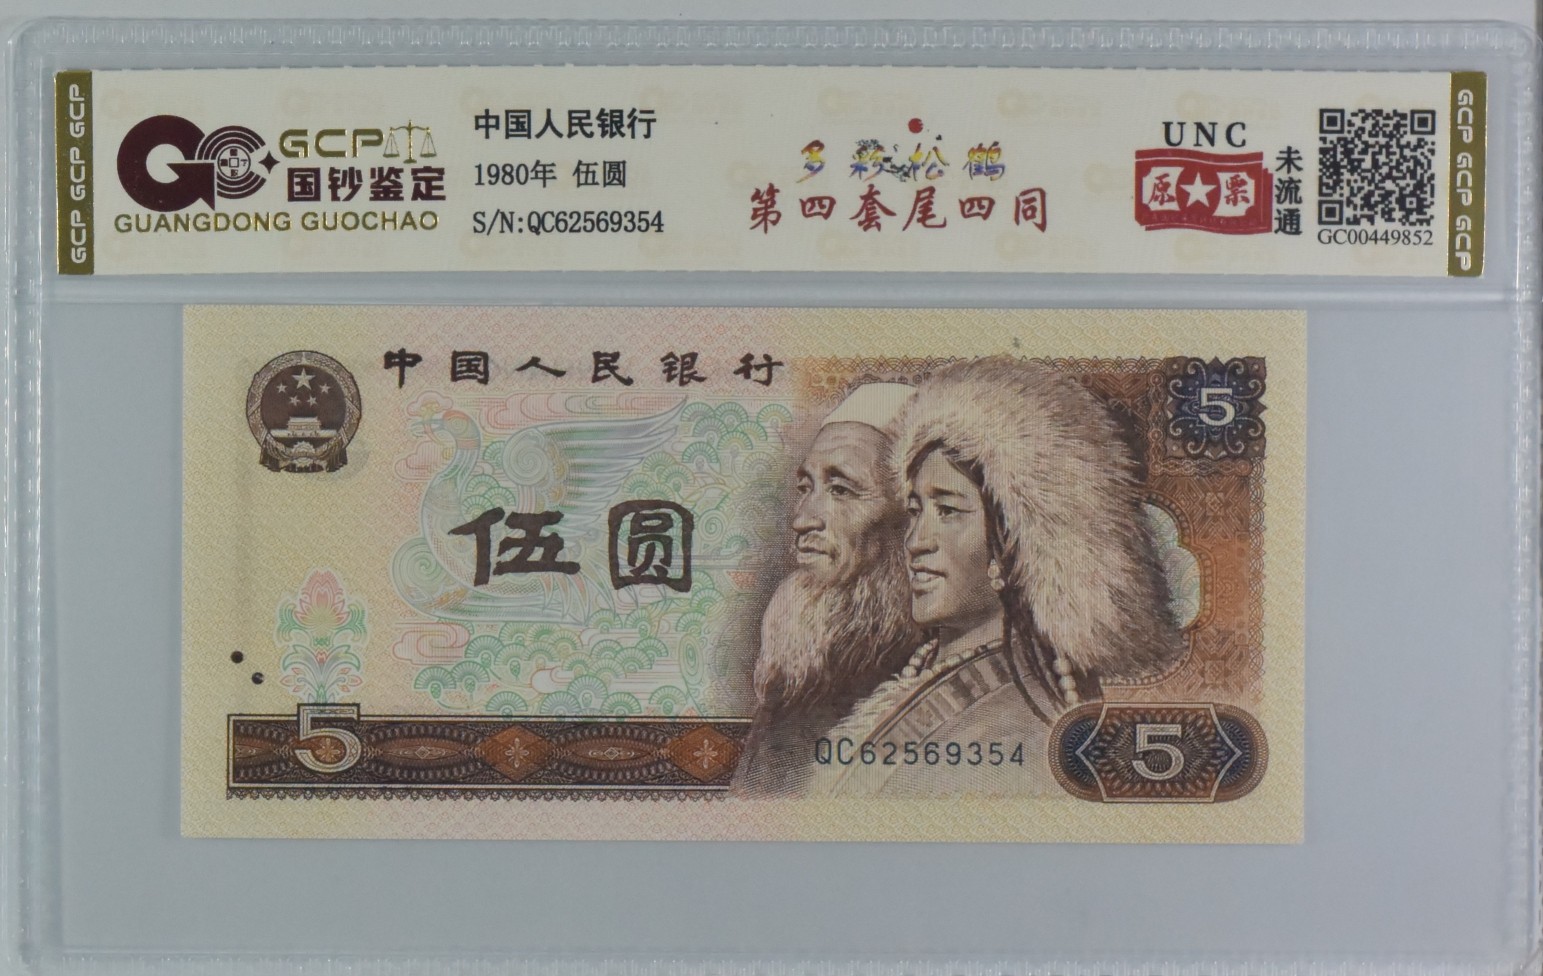 GCP GCP GCP
GCP
国钞鉴定
GUANGDONG GUOCHAO
中国人民银行
1980年 伍圆
S/N:QC62569354
多彩松鹤
第四套尾四同
UNC
原票
未流通
GC00449852
GCP GCP GCP
中国人民银行
5
伍圆
5
QC62569354
5